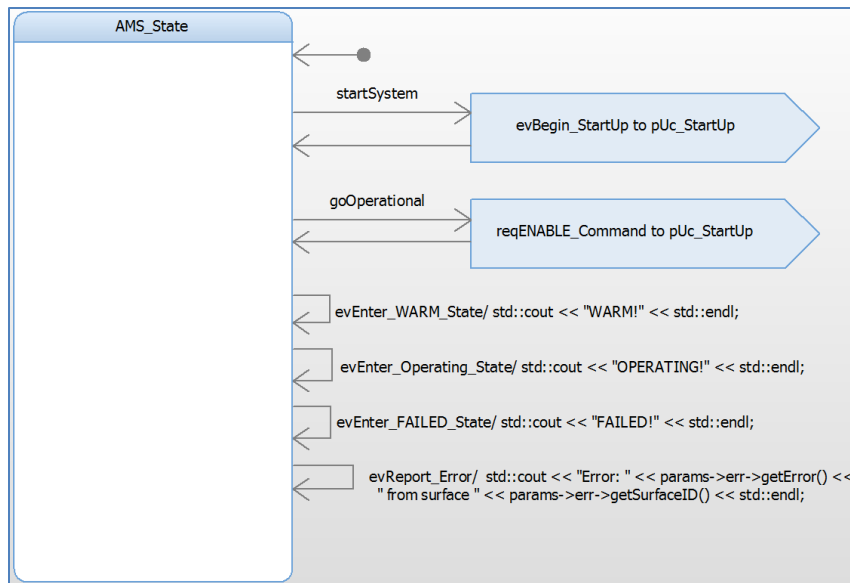 AMS_State
startSystem
evBegin_StartUp to pUc_StartUp
goOperational
reqENABLE_Command to pUc_StartUp
evEnter_WARM_State/ std::cout << "WARM!" << std::endl;
evEnter_Operating_State/ std::cout << "OPERATING!" << std::endl;
evEnter_FAILED_State/ std::cout << "FAILED!" << std::endl;
evReport_Error/ std::cout << "Error: " << params->err->getError() <<
" from surface " << params->err->getSurfaceID() << std::endl;